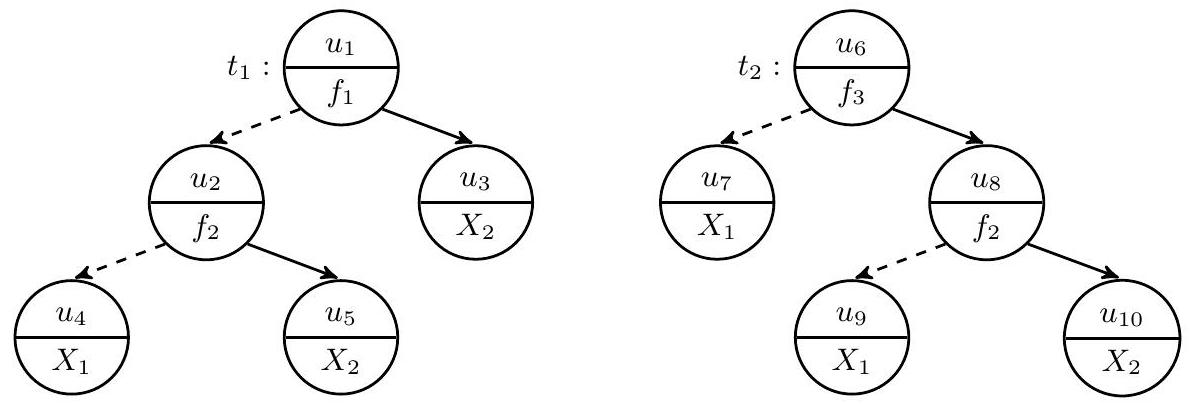 t₁ :
u₁
f₁
u₂
f₂
u₃
X₂
u₄
X₁
u₅
X₂
t₂ :
u₆
f₃
u₇
X₁
u₈
f₂
u₉
X₁
u₁₀
X₂